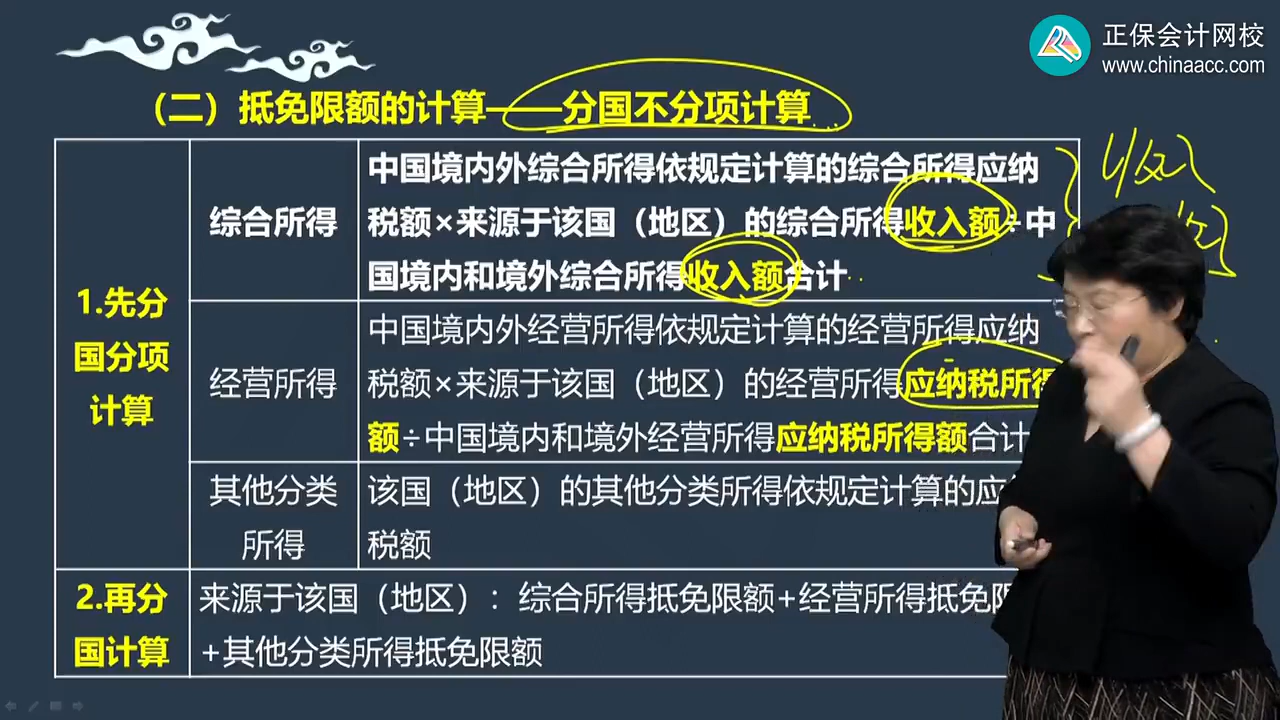 正保会计网校
www.chinaacc.com
（二）抵免限额的计算——分国不分项计算
1.先分
国分项
计算
综合所得
中国境内外综合所得依规定计算的综合所得应纳
税额×来源于该国（地区）的综合所得收入额÷中
国境内和境外综合所得收入额合计
经营所得
中国境内外经营所得依规定计算的经营所得应纳
税额×来源于该国（地区）的经营所得应纳税所得
额÷中国境内和境外经营所得应纳税所得额合计
其他分类
所得
该国（地区）的其他分类所得依规定计算的应
税额
2.再分
国计算
来源于该国（地区）：综合所得抵免限额+经营所得抵免
+其他分类所得抵免限额
收入